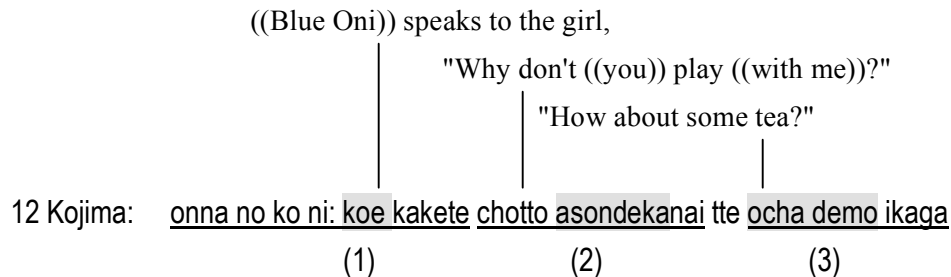 ((Blue Oni)) speaks to the girl,
"Why don't ((you)) play ((with me))?"
"How about some tea?"
12 Kojima: onna no ko ni: koe kakete chotto asondekanai tte ocha demo ikaga
(1) (2) (3)